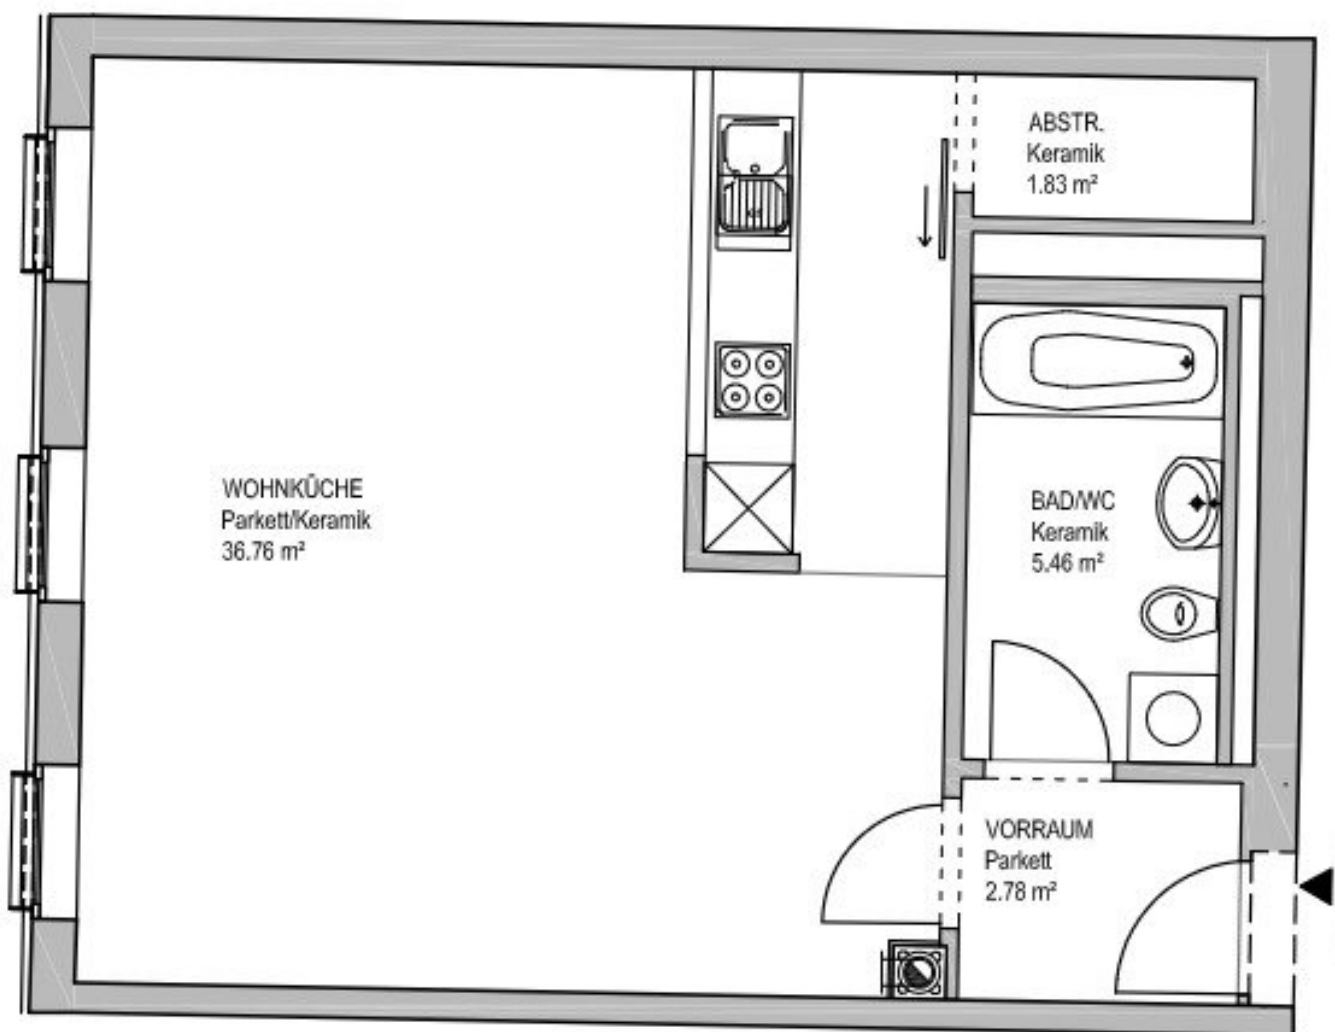 ABSTR.
Keramik
1.83 m²
WOHNKÜCHE
Parkett/Keramik
36.76 m²
BAD/WC
Keramik
5.46 m²
VORRAUM
Parkett
2.78 m²